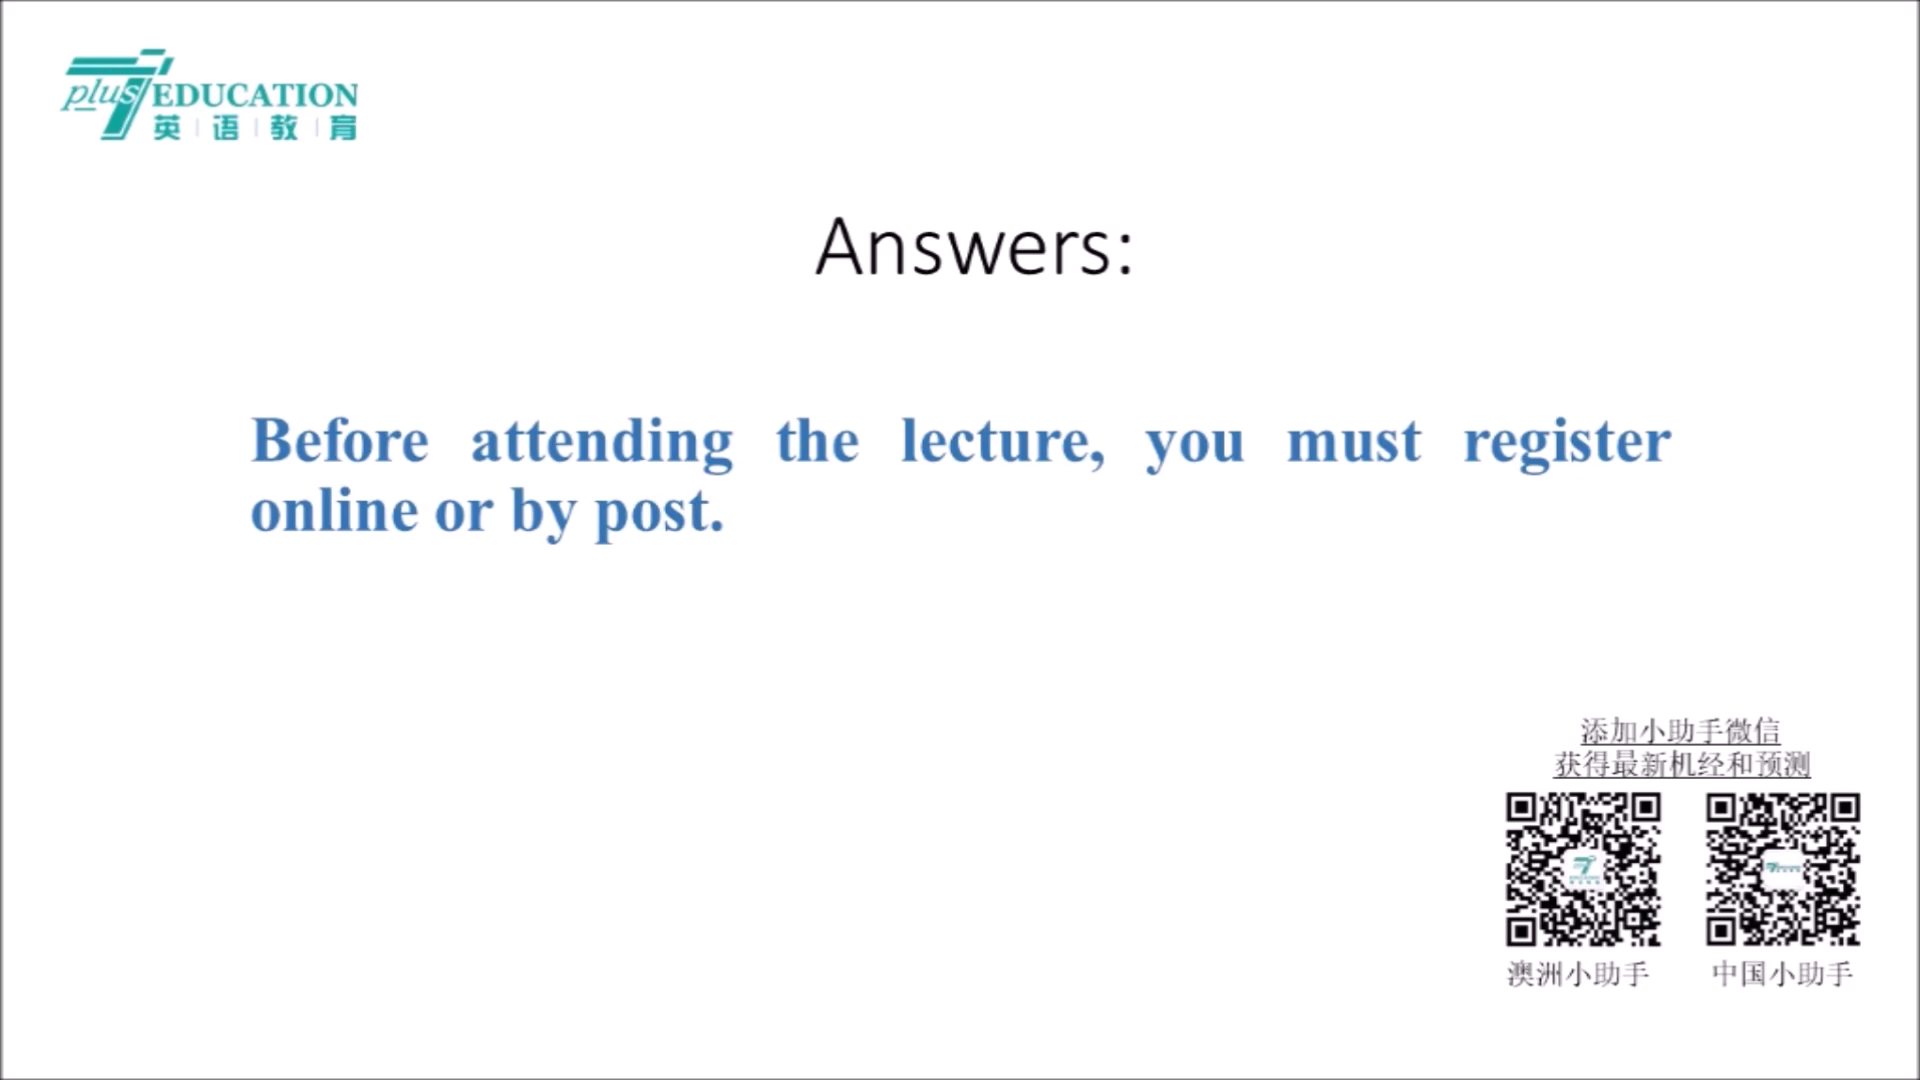 plus 7 EDUCATION
英 语 教 育
Answers:
Before attending the lecture, you must register
online or by post.
添加小助手微信
获得最新机经和预测
澳洲小助手
中国小助手